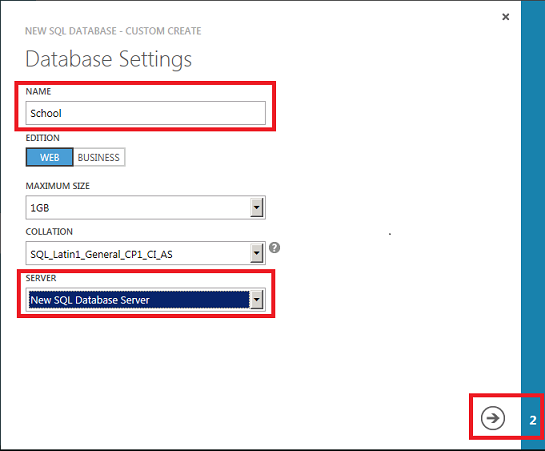 NEW SQL DATABASE - CUSTOM CREATE
Database Settings
NAME
School
EDITION
WEB BUSINESS
MAXIMUM SIZE
1GB
COLLATION
SQL_Latin1_General_CP1_CI_AS
SERVER
New SQL Database Server
2